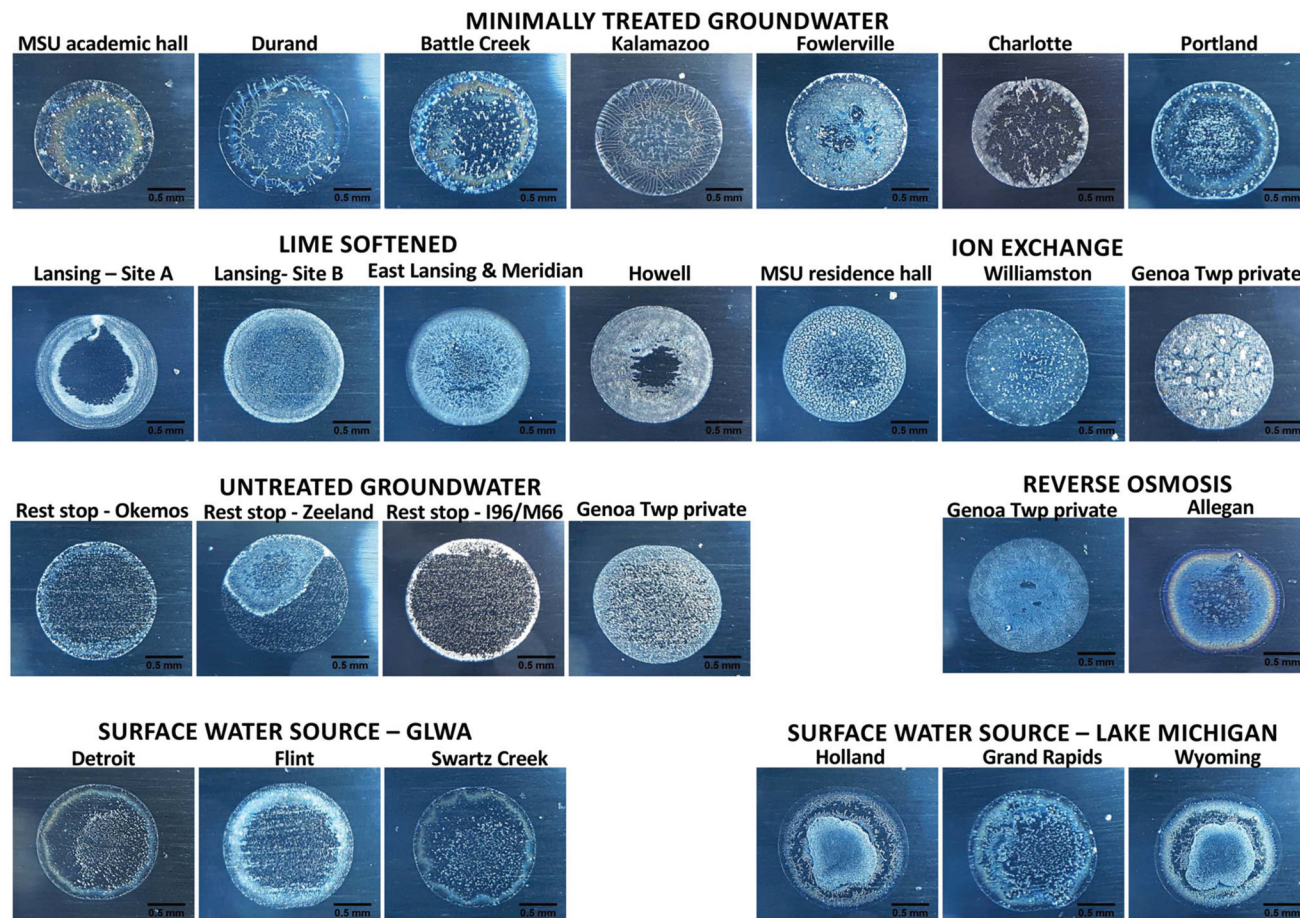 MINIMALLY TREATED GROUNDWATER
MSU academic hall Durand Battle Creek Kalamazoo Fowlerville Charlotte Portland
0.5 mm 0.5 mm 0.5 mm 0.5 mm 0.5 mm 0.5 mm 0.5 mm
LIME SOFTENED ION EXCHANGE
Lansing – Site A Lansing- Site B East Lansing & Meridian Howell MSU residence hall Williamston Genoa Twp private
0.5 mm 0.5 mm 0.5 mm 0.5 mm 0.5 mm 0.5 mm 0.5 mm
UNTREATED GROUNDWATER REVERSE OSMOSIS
Rest stop - Okemos Rest stop - Zeeland Rest stop - I96/M66 Genoa Twp private Genoa Twp private Allegan
0.5 mm 0.5 mm 0.5 mm 0.5 mm 0.5 mm 0.5 mm
SURFACE WATER SOURCE – GLWA SURFACE WATER SOURCE – LAKE MICHIGAN
Detroit Flint Swartz Creek Holland Grand Rapids Wyoming
0.5 mm 0.5 mm 0.5 mm 0.5 mm 0.5 mm 0.5 mm